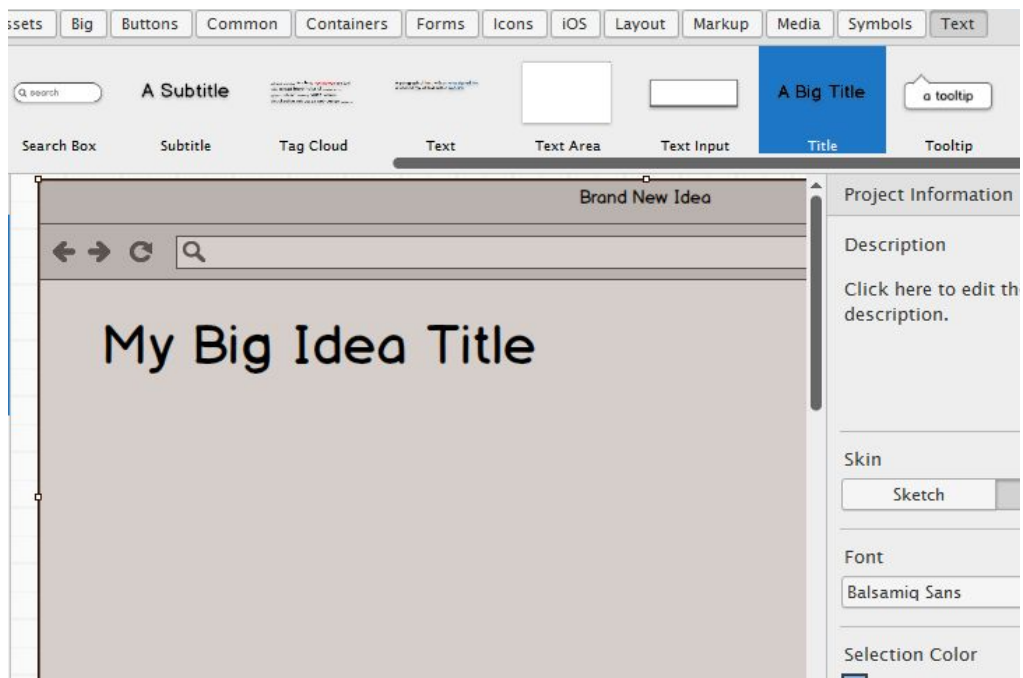 ssets Big Buttons Common Containers Forms Icons iOS Layout Markup Media Symbols Text
search A Subtitle A Big Title a tooltip
Search Box Subtitle Tag Cloud Text Text Area Text Input Title Tooltip
Brand New Idea
Project Information
Description
Click here to edit th
description.
My Big Idea Title
Skin
Sketch
Font
Balsamiq Sans
Selection Color